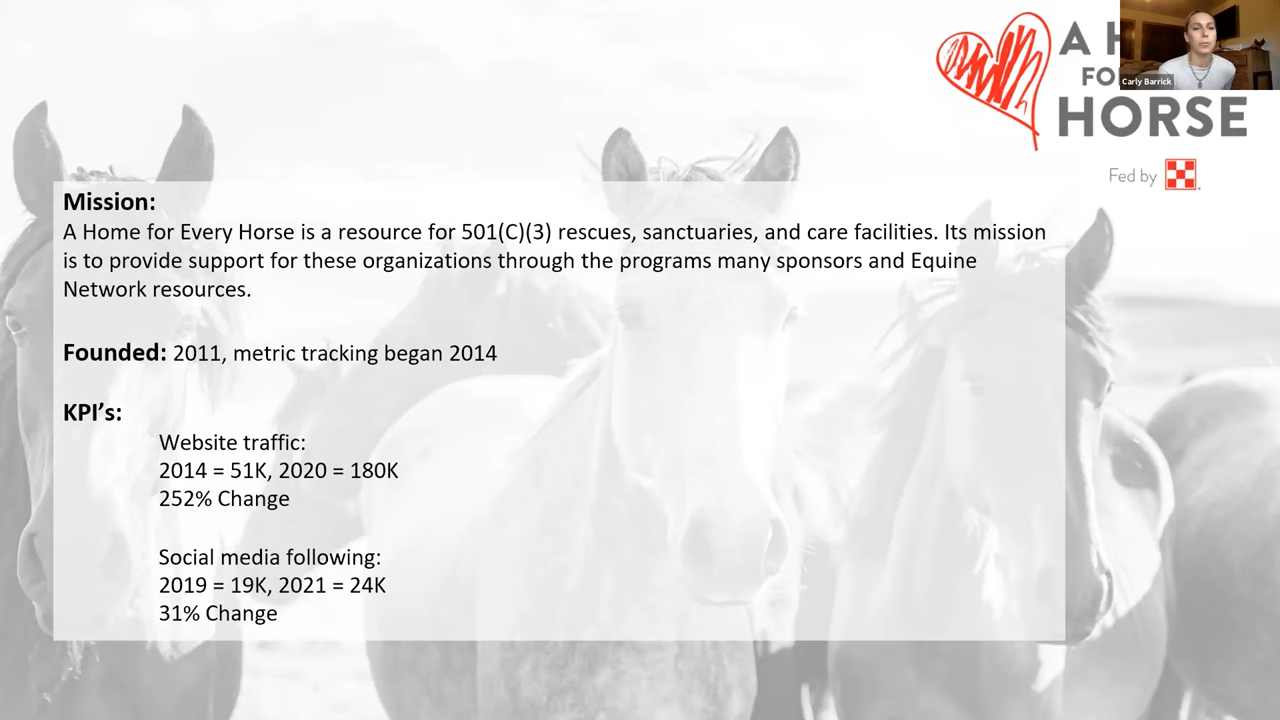 A H
FO
HORSE
Fed by
Carly Barrick
Mission:
A Home for Every Horse is a resource for 501(C)(3) rescues, sanctuaries, and care facilities. Its mission
is to provide support for these organizations through the programs many sponsors and Equine
Network resources.
Founded: 2011, metric tracking began 2014
KPI’s:
Website traffic:
2014 = 51K, 2020 = 180K
252% Change
Social media following:
2019 = 19K, 2021 = 24K
31% Change